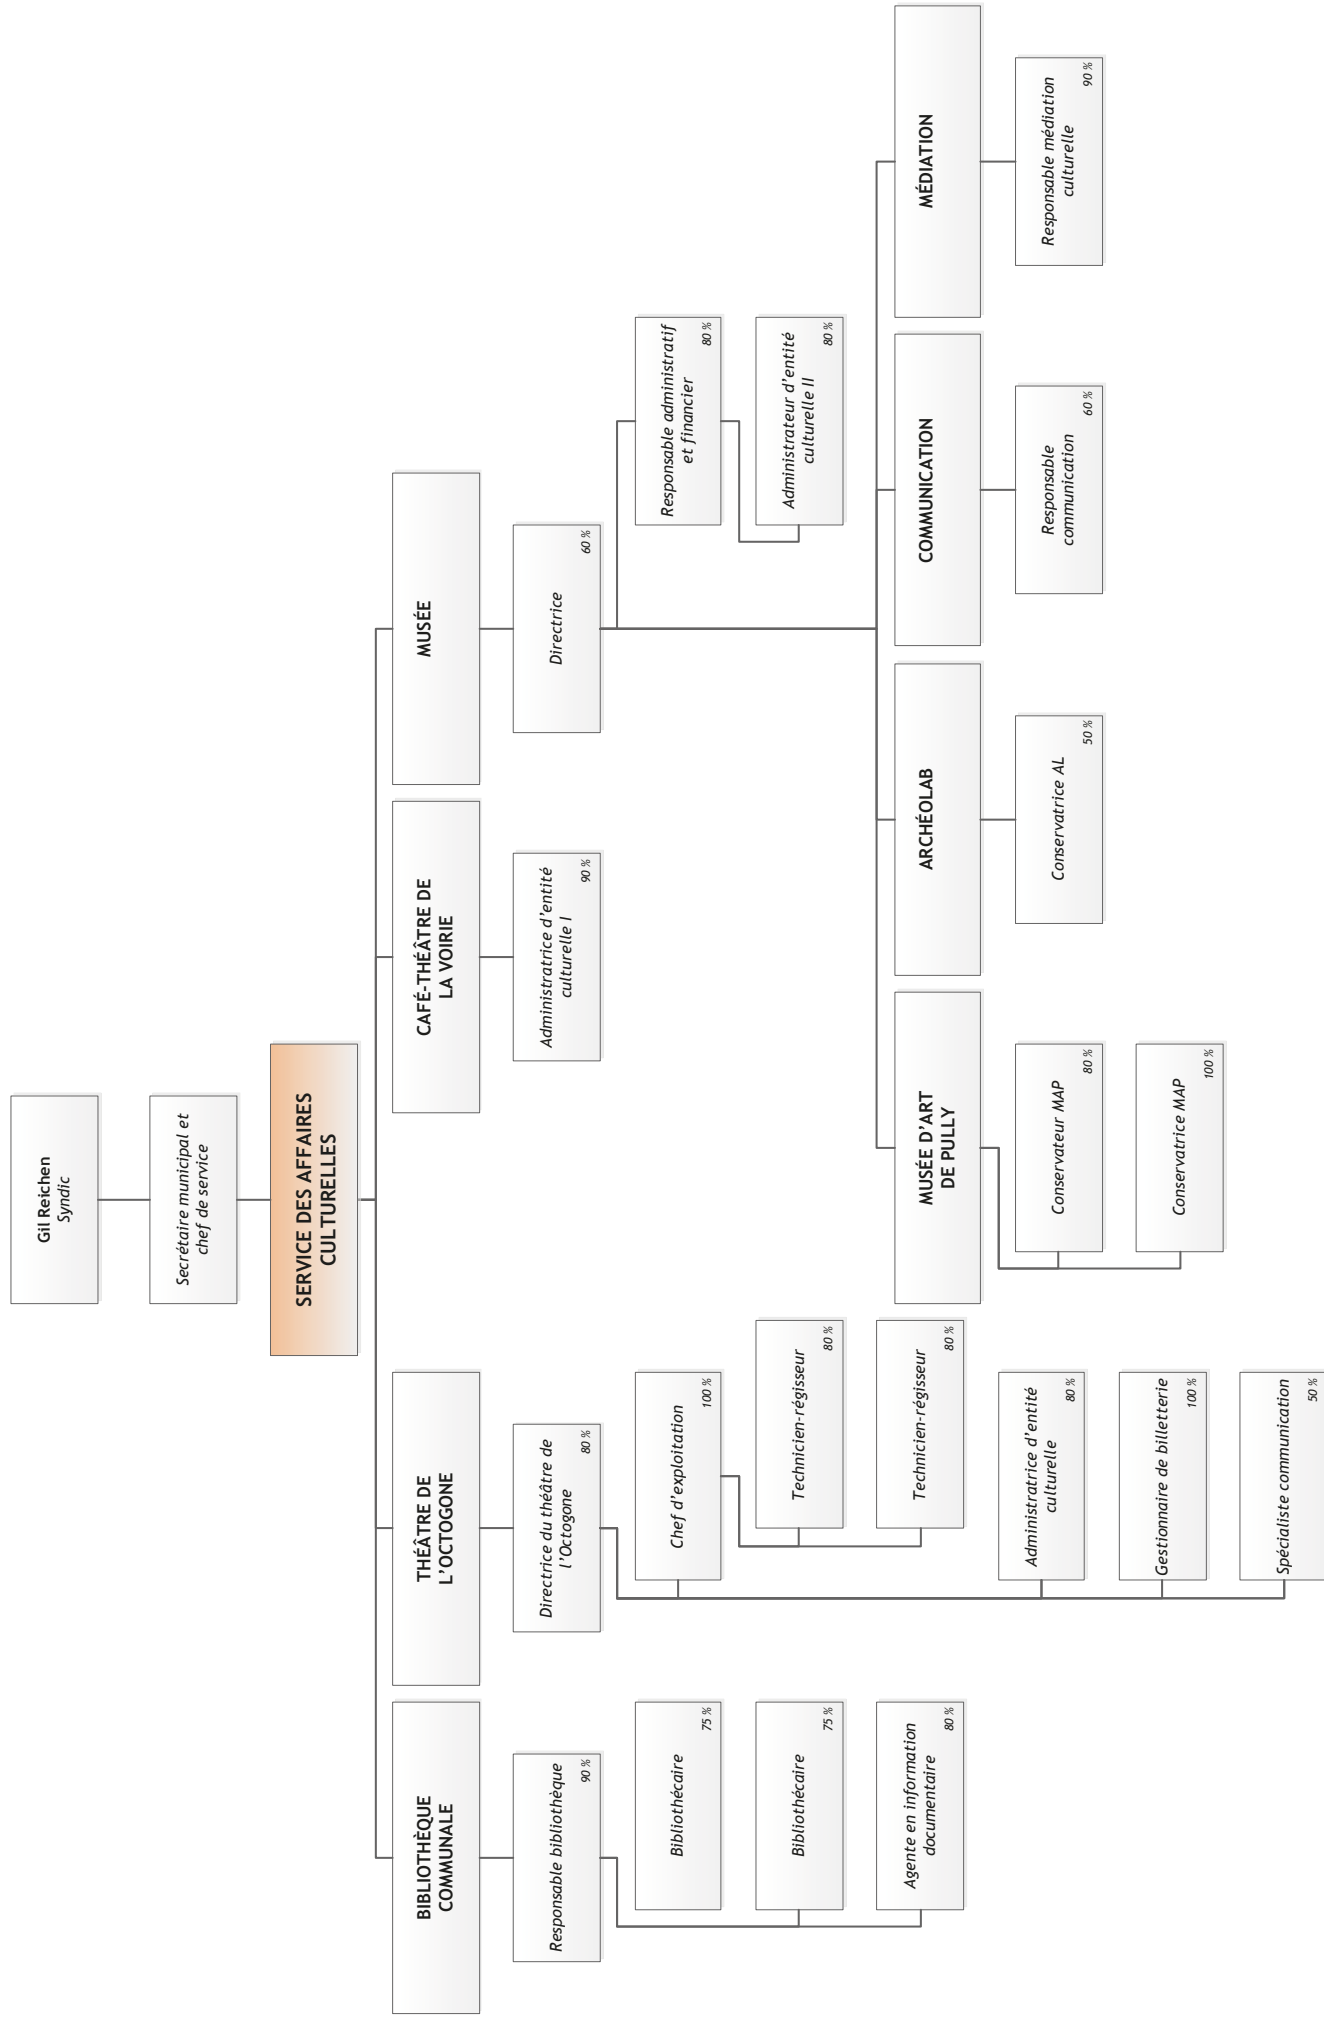 Gil Reichen
Syndic
Secrétaire municipal et
chef de service
SERVICE DES AFFAIRES
CULTURELLES
BIBLIOTHÈQUE
COMMUNALE
Responsable bibliothèque
90 %
Bibliothécaire
75 %
Bibliothécaire
75 %
Agente en information
documentaire
80 %
THÉÂTRE DE
L'OCTOGONE
Directrice du théâtre de
l'Octogone
80 %
Chef d'exploitation
100 %
Technicien-régisseur
80 %
Technicien-régisseur
80 %
Administratrice d'entité
culturelle
80 %
Gestionnaire de billetterie
100 %
Spécialiste communication
50 %
CAFÉ-THÉÂTRE DE
LA VOIRIE
Administratrice d'entité
culturelle I
90 %
MUSÉE
Directrice
60 %
Responsable administratif
et financier
80 %
Administrateur d'entité
culturelle II
80 %
MUSÉE D'ART
DE PULLY
Conservateur MAP
80 %
Conservatrice MAP
100 %
ARCHÉOLAB
Conservatrice AL
50 %
COMMUNICATION
Responsable
communication
60 %
MÉDIATION
Responsable médiation
culturelle
90 %